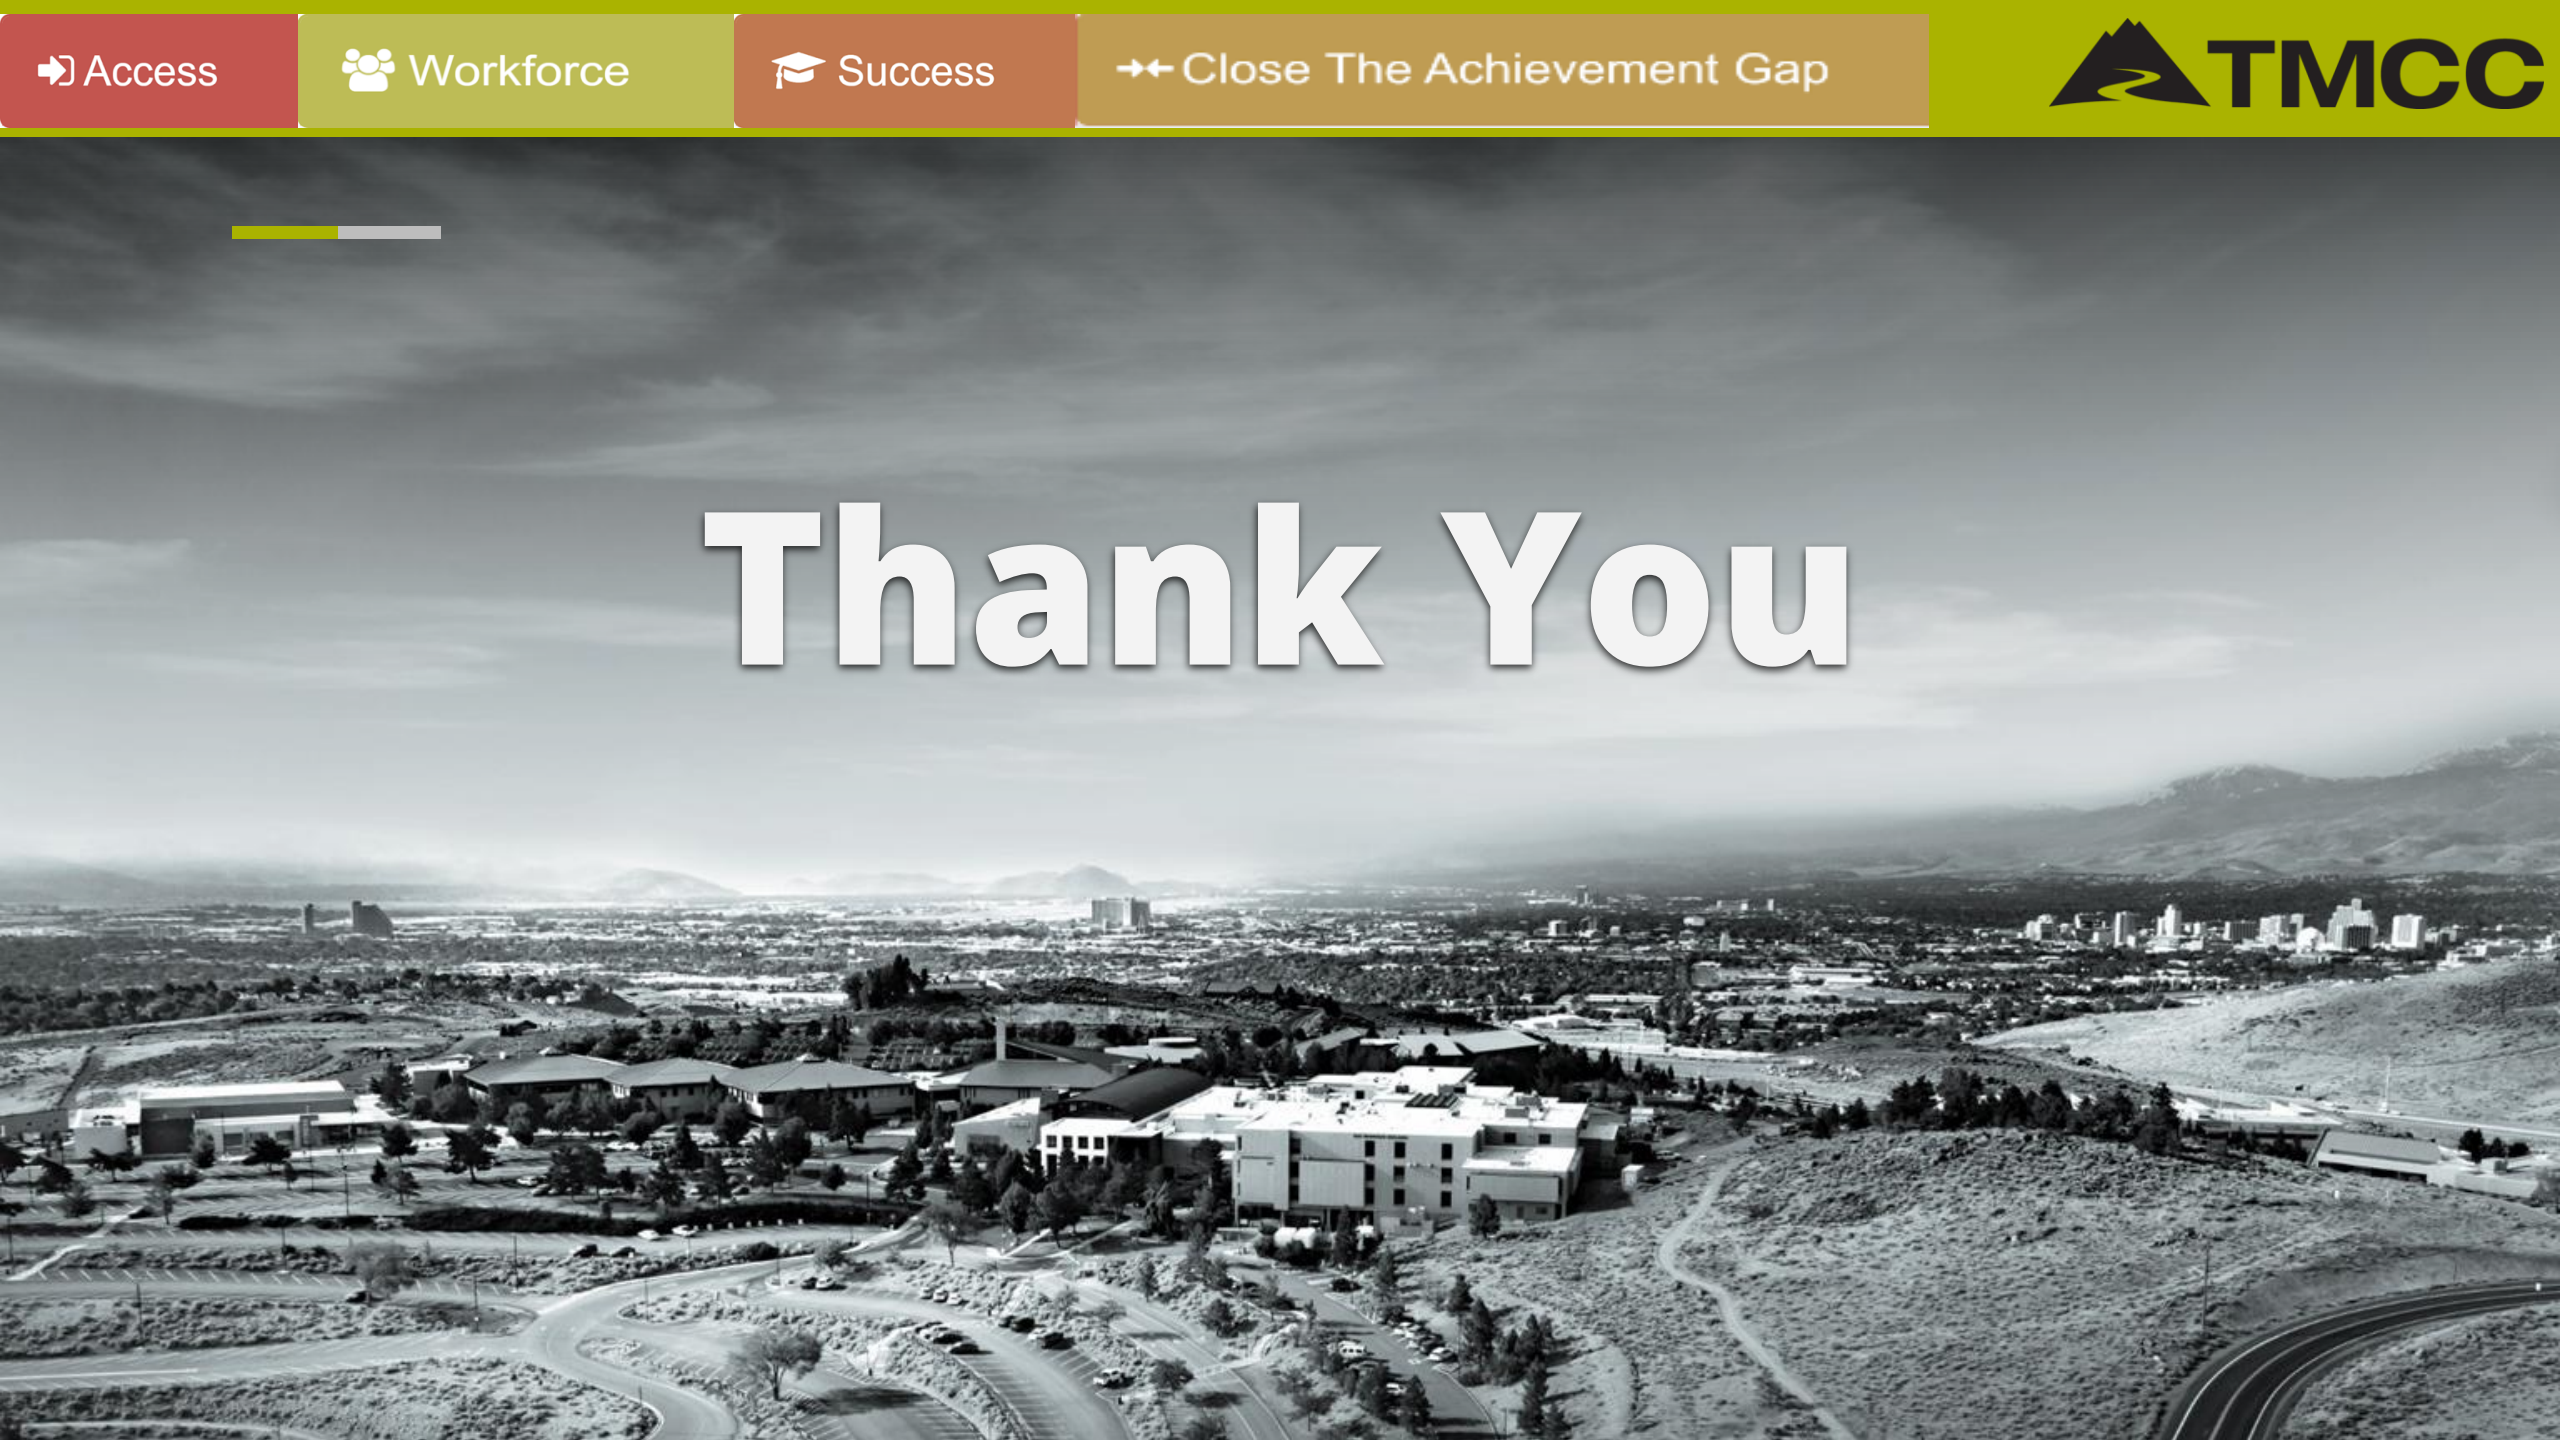 Access
Workforce
Success
Close The Achievement Gap
TMCC
Thank You